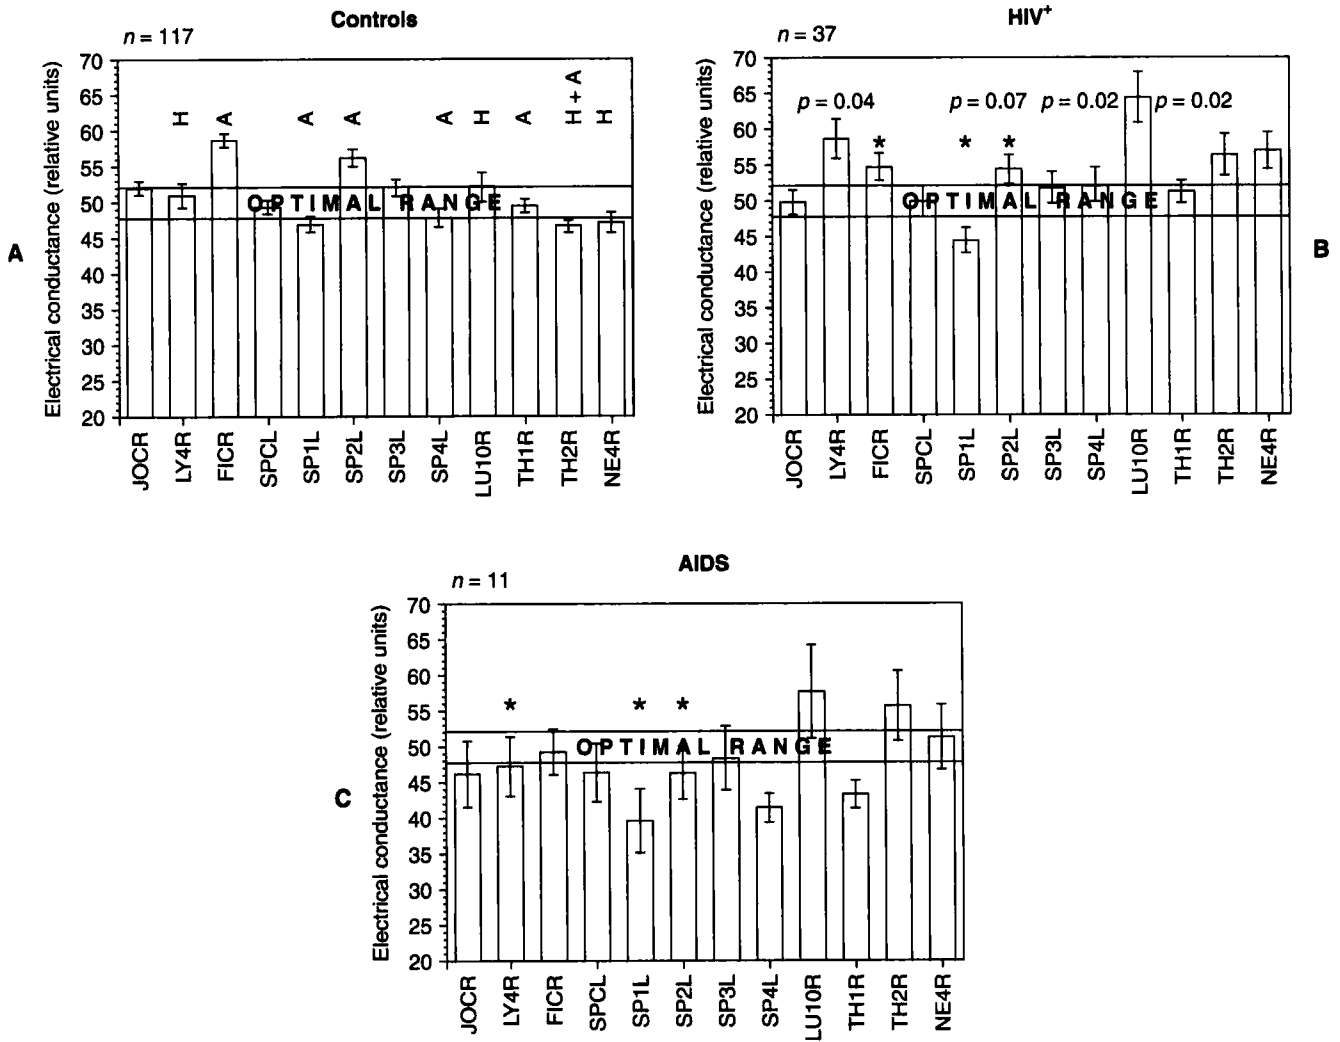 Controls
n = 117
Electrical conductance (relative units)
70
65
60
55
50
45
40
35
30
25
20
H A A A A H A H + A H
OPTIMAL RANGE
JOCR LY4R FICR SPCL SP1L SP2L SP3L SP4L LU10R TH1R TH2R NE4R
A
HIV+
n = 37
Electrical conductance (relative units)
70
65
60
55
50
45
40
35
30
25
20
p = 0.04 p = 0.07 p = 0.02 p = 0.02
* * *
OPTIMAL RANGE
JOCR LY4R FICR SPCL SP1L SP2L SP3L SP4L LU10R TH1R TH2R NE4R
B
AIDS
n = 11
Electrical conductance (relative units)
70
65
60
55
50
45
40
35
30
25
20
* * *
OPTIMAL RANGE
JOCR LY4R FICR SPCL SP1L SP2L SP3L SP4L LU10R TH1R TH2R NE4R
C